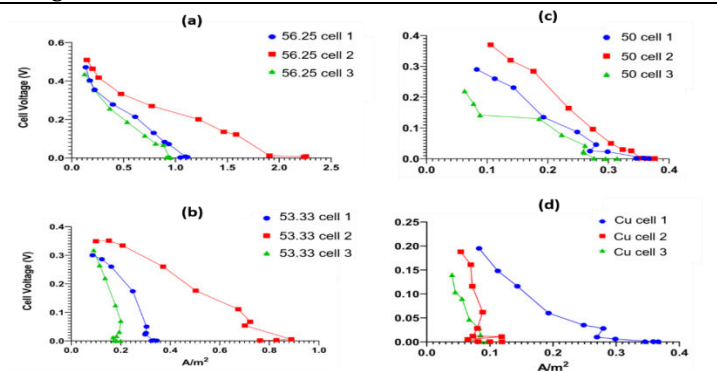 (a)
56.25 cell 1
56.25 cell 2
56.25 cell 3
Cell Voltage (V)
0.6
0.4
0.2
0.0
0.0 0.5 1.0 1.5 2.0 2.5
(c)
50 cell 1
50 cell 2
50 cell 3
0.5
0.4
0.3
0.2
0.1
0.0
0.0 0.1 0.2 0.3 0.4
(b)
53.33 cell 1
53.33 cell 2
53.33 cell 3
Cell Voltage (V)
0.4
0.3
0.2
0.1
0.0
0.0 0.2 0.4 0.6 0.8 1.0
A/m²
(d)
Cu cell 1
Cu cell 2
Cu cell 3
0.25
0.20
0.15
0.10
0.05
0.00
0.0 0.1 0.2 0.3 0.4
A/m²